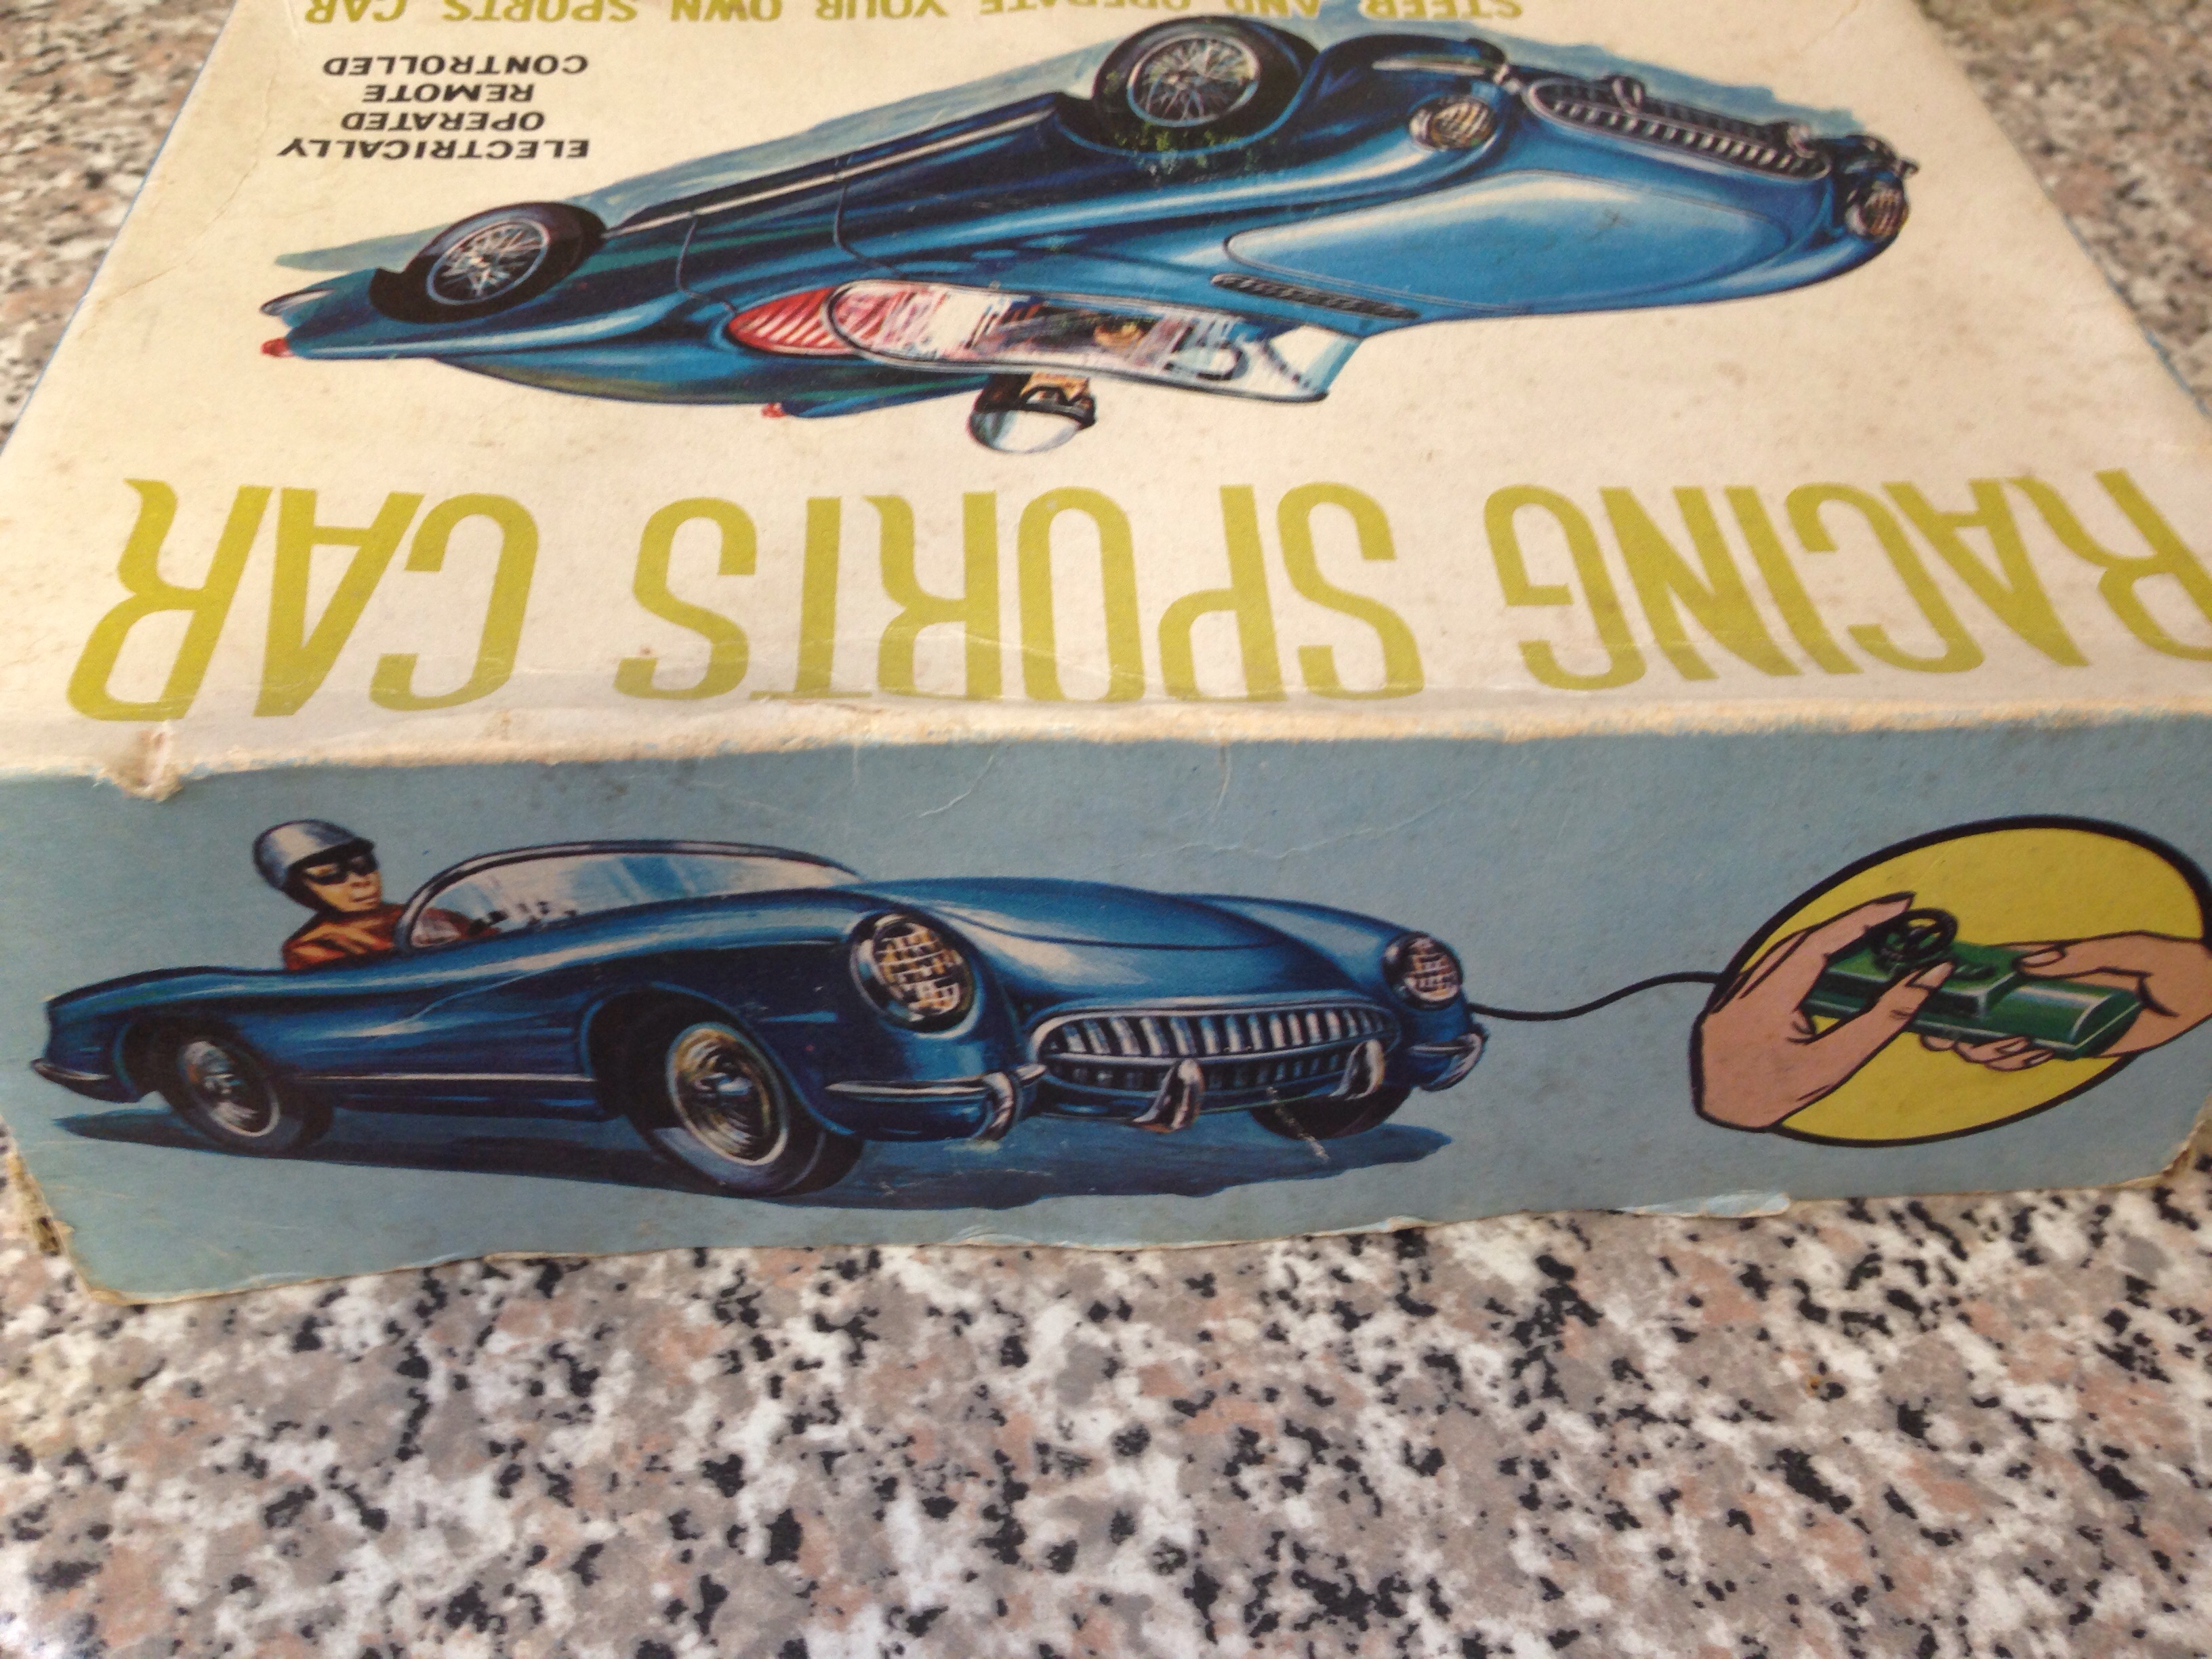 RACING SPORTS CAR
ELECTRICALLY
OPERATED
REMOTE
CONTROLLED
STEER AND OPERATE YOUR OWN SPORTS CAR